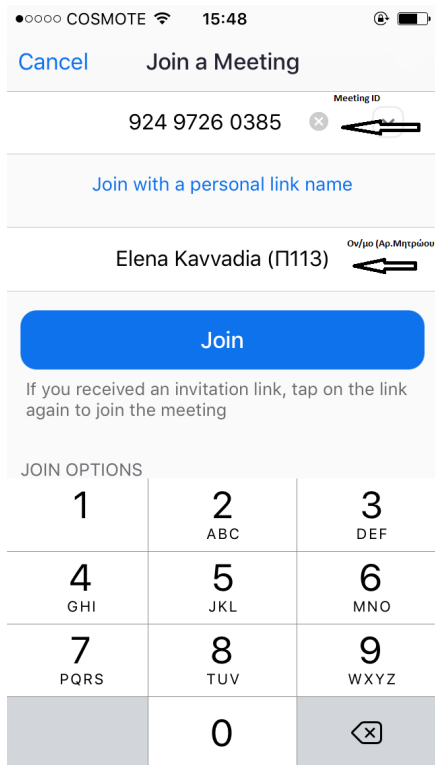 COSMOTE 15:48
Cancel Join a Meeting
Meeting ID
924 9726 0385
Join with a personal link name
Ον/μο (Αρ.Μητρώου
Elena Kavvadia (Π113)
Join
If you received an invitation link, tap on the link
again to join the meeting
JOIN OPTIONS
1 2 3
ABC DEF
4 5 6
GHI JKL MNO
7 8 9
PQRS TUV WXYZ
0